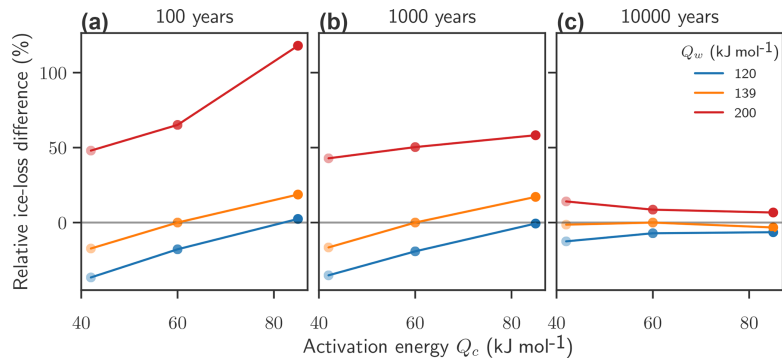 (a) 100 years
(b) 1000 years
(c) 10000 years
Relative ice-loss difference (%)
100
50
0
Q_w (kJ mol⁻¹)
120
139
200
40 60 80
40 60 80
40 60 80
Activation energy Q_c (kJ mol⁻¹)